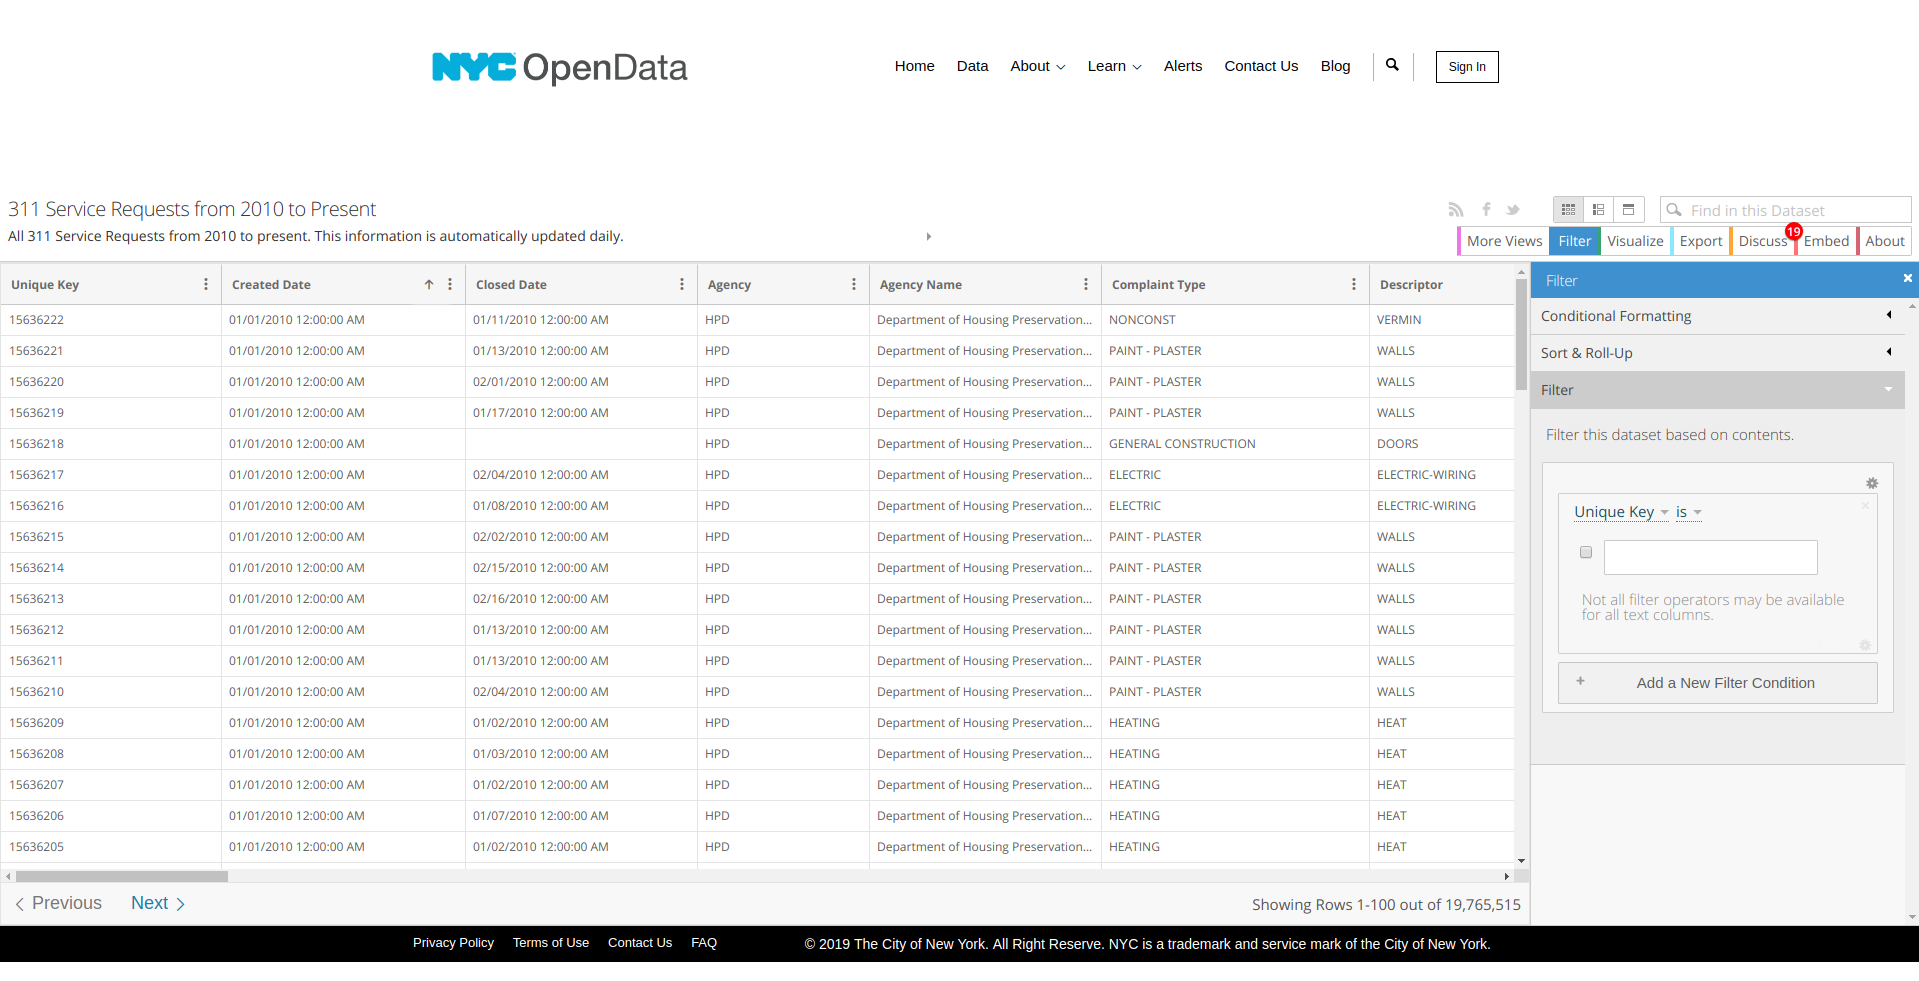 NYC OpenData
Home Data About Learn Alerts Contact Us Blog Sign In
311 Service Requests from 2010 to Present
Find in this Dataset
All 311 Service Requests from 2010 to present. This information is automatically updated daily.
More Views Filter Visualize Export Discuss 19 Embed About
Unique Key Created Date Closed Date Agency Agency Name Complaint Type Descriptor
15636222 01/01/2010 12:00:00 AM 01/11/2010 12:00:00 AM HPD Department of Housing Preservation... NONCONST VERMIN
15636221 01/01/2010 12:00:00 AM 01/13/2010 12:00:00 AM HPD Department of Housing Preservation... PAINT - PLASTER WALLS
15636220 01/01/2010 12:00:00 AM 02/01/2010 12:00:00 AM HPD Department of Housing Preservation... PAINT - PLASTER WALLS
15636219 01/01/2010 12:00:00 AM 01/17/2010 12:00:00 AM HPD Department of Housing Preservation... PAINT - PLASTER WALLS
15636218 01/01/2010 12:00:00 AM HPD Department of Housing Preservation... GENERAL CONSTRUCTION DOORS
15636217 01/01/2010 12:00:00 AM 02/04/2010 12:00:00 AM HPD Department of Housing Preservation... ELECTRIC ELECTRIC-WIRING
15636216 01/01/2010 12:00:00 AM 01/08/2010 12:00:00 AM HPD Department of Housing Preservation... ELECTRIC ELECTRIC-WIRING
15636215 01/01/2010 12:00:00 AM 02/02/2010 12:00:00 AM HPD Department of Housing Preservation... PAINT - PLASTER WALLS
15636214 01/01/2010 12:00:00 AM 02/15/2010 12:00:00 AM HPD Department of Housing Preservation... PAINT - PLASTER WALLS
15636213 01/01/2010 12:00:00 AM 02/16/2010 12:00:00 AM HPD Department of Housing Preservation... PAINT - PLASTER WALLS
15636212 01/01/2010 12:00:00 AM 01/13/2010 12:00:00 AM HPD Department of Housing Preservation... PAINT - PLASTER WALLS
15636211 01/01/2010 12:00:00 AM 01/13/2010 12:00:00 AM HPD Department of Housing Preservation... PAINT - PLASTER WALLS
15636210 01/01/2010 12:00:00 AM 02/04/2010 12:00:00 AM HPD Department of Housing Preservation... PAINT - PLASTER WALLS
15636209 01/01/2010 12:00:00 AM 01/02/2010 12:00:00 AM HPD Department of Housing Preservation... HEATING HEAT
15636208 01/01/2010 12:00:00 AM 01/03/2010 12:00:00 AM HPD Department of Housing Preservation... HEATING HEAT
15636207 01/01/2010 12:00:00 AM 01/02/2010 12:00:00 AM HPD Department of Housing Preservation... HEATING HEAT
15636206 01/01/2010 12:00:00 AM 01/07/2010 12:00:00 AM HPD Department of Housing Preservation... HEATING HEAT
15636205 01/01/2010 12:00:00 AM 01/02/2010 12:00:00 AM HPD Department of Housing Preservation... HEATING HEAT
Previous Next Showing Rows 1-100 out of 19,765,515
Filter
Conditional Formatting
Sort & Roll-Up
Filter
Filter this dataset based on contents.
Unique Key is
Not all filter operators may be available
for all text columns.
+ Add a New Filter Condition
Privacy Policy Terms of Use Contact Us FAQ © 2019 The City of New York. All Right Reserve. NYC is a trademark and service mark of the City of New York.